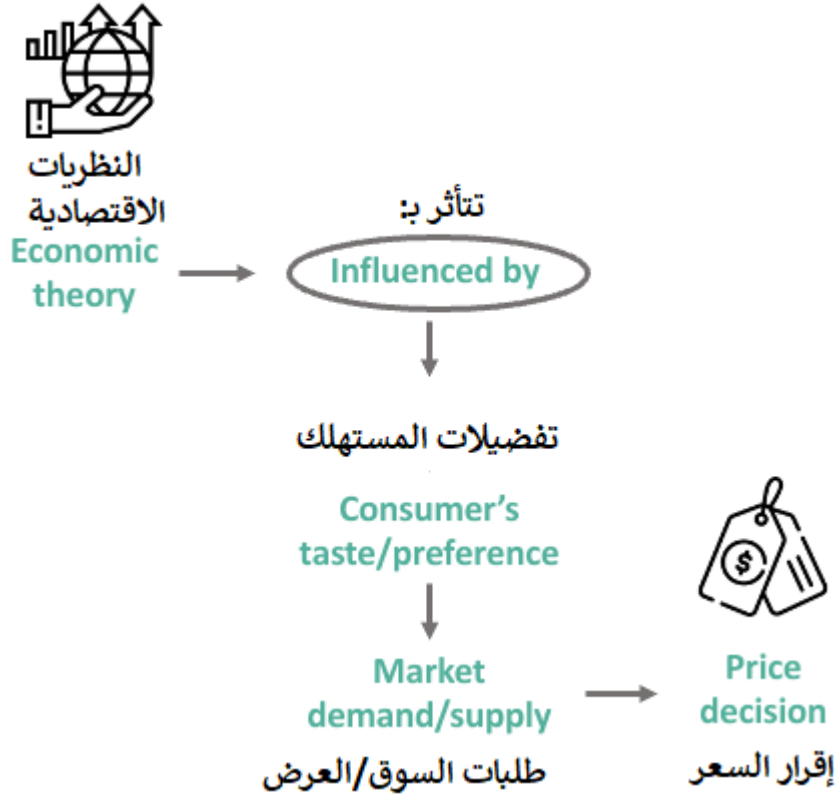 النظريات
الاقتصادية
Economic
theory
تتأثر بـ:
Influenced by
تفضيلات المستهلك
Consumer's
taste/preference
Market
demand/supply
طلبات السوق/العرض
$
Price
decision
إقرار السعر